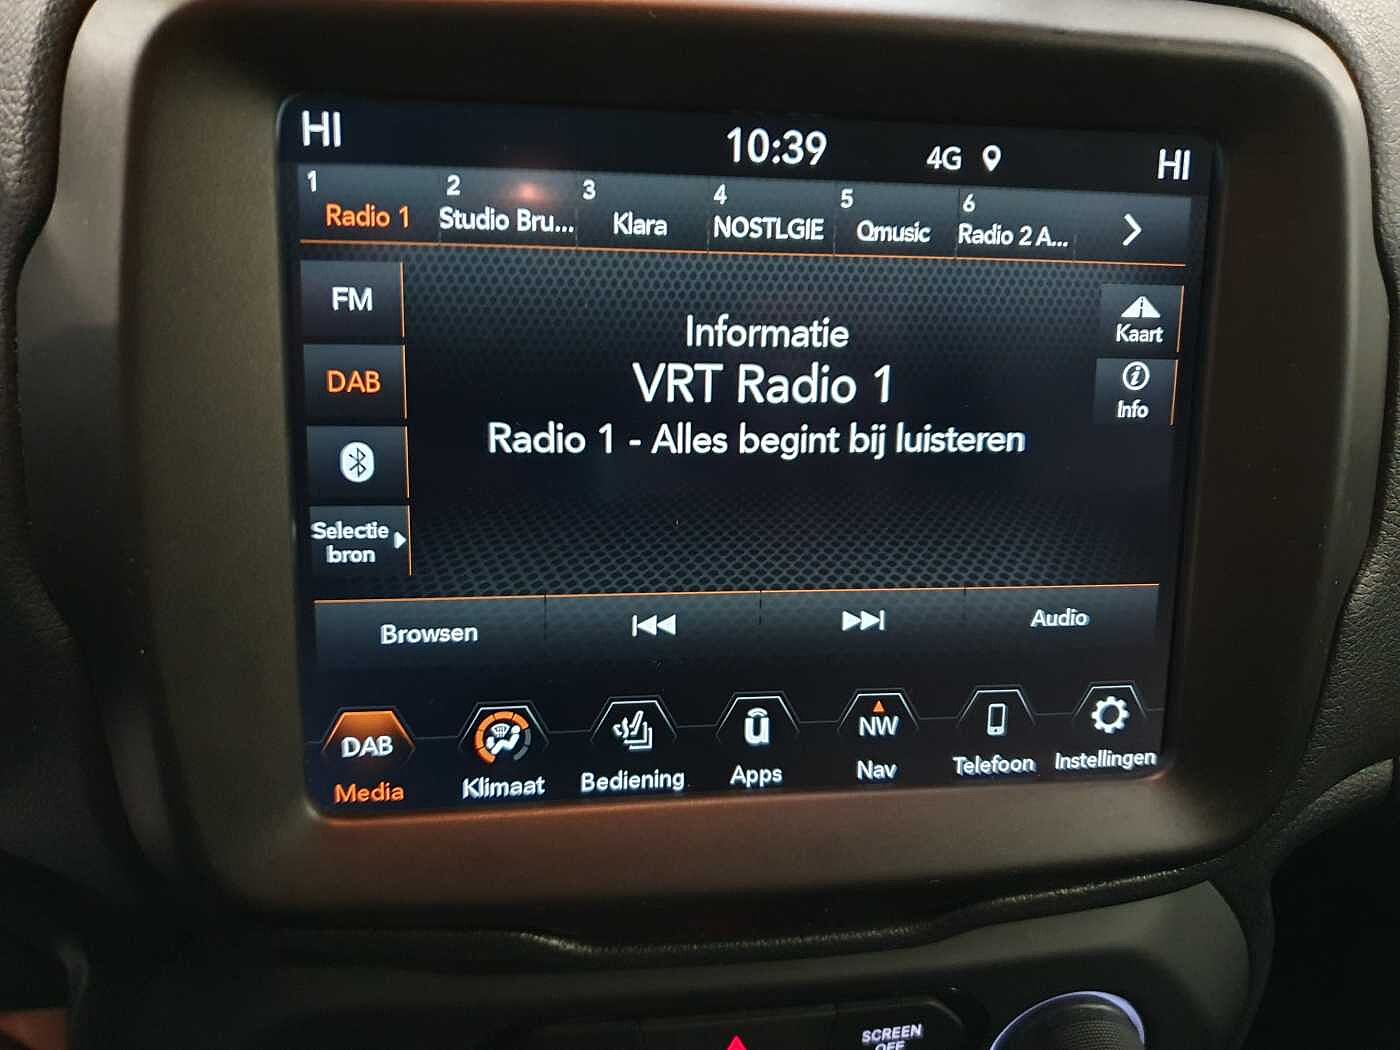 HI 10:39 4G HI
1 2 3 4 5 6
Radio 1 Studio Bru... Klara NOSTLGIE Qmusic Radio 2 A...
FM
DAB
Selectie
bron
Informatie
VRT Radio 1
Radio 1 - Alles begint bij luisteren
Kaart
Info
Browsen Audio
DAB ū NW
Media Klimaat Bediening Apps Nav Telefoon Instellingen
SCREEN
OFF